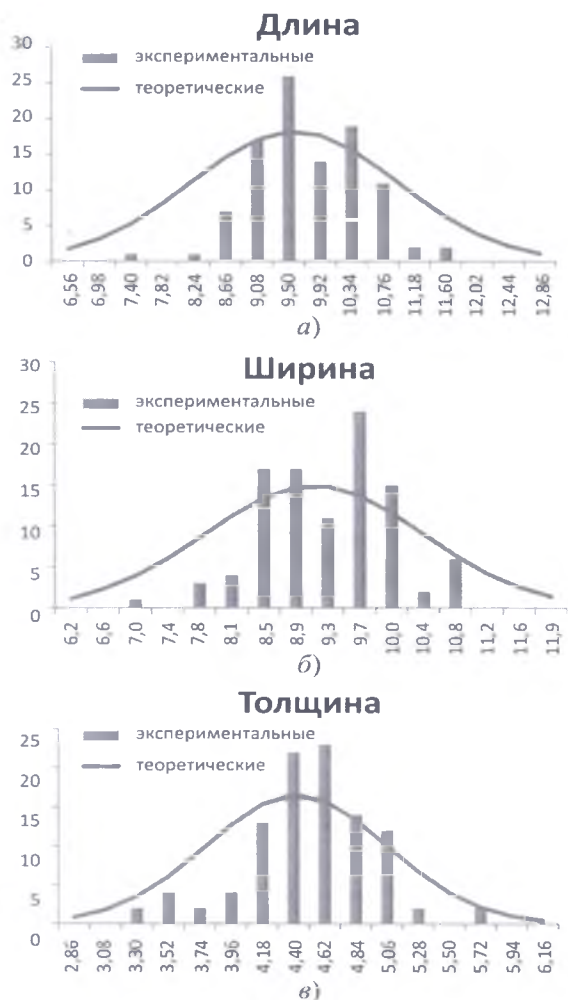 Длина
30
25
20
15
10
5
0
экспериментальные
теоретические
6,56 6,98 7,40 7,82 8,24 8,66 9,08 9,50 9,92 10,34 10,76 11,18 11,60 12,02 12,44 12,86
а)
Ширина
30
25
20
15
10
5
0
экспериментальные
теоретические
6,2 6,6 7,0 7,4 7,8 8,1 8,5 8,9 9,3 9,7 10,0 10,4 10,8 11,2 11,6 11,9
б)
Толщина
25
20
15
10
5
0
экспериментальные
теоретические
2,86 3,08 3,30 3,52 3,74 3,96 4,18 4,40 4,62 4,84 5,06 5,28 5,50 5,72 5,94 6,16
в)